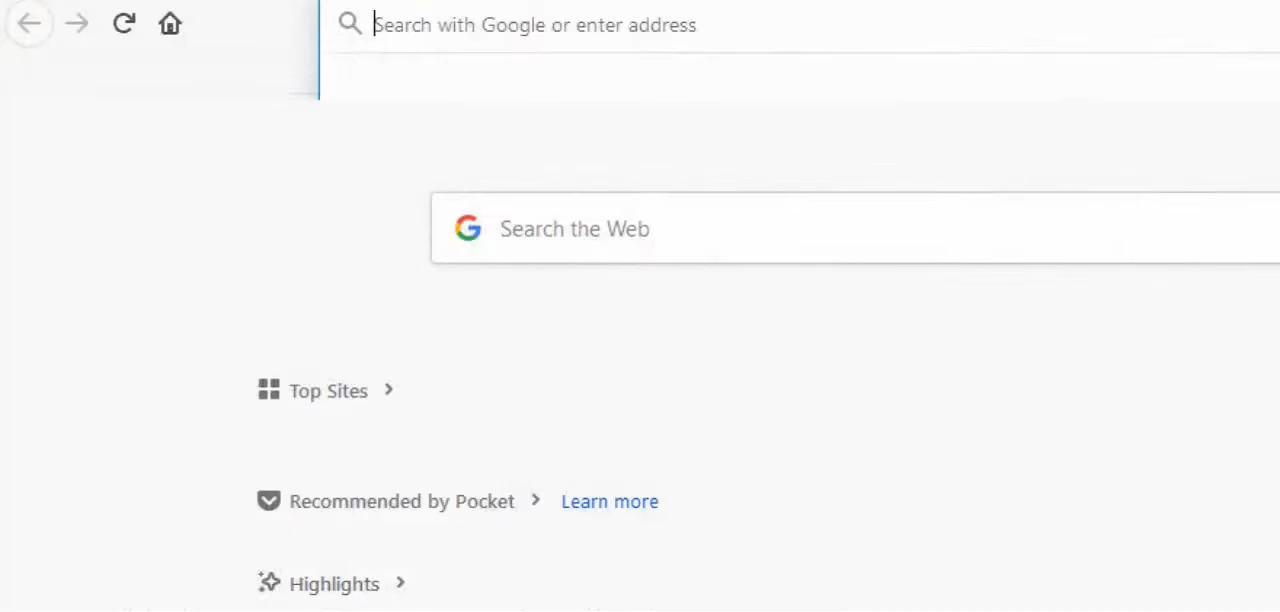 Search with Google or enter address
Search the Web
Top Sites
Recommended by Pocket Learn more
Highlights